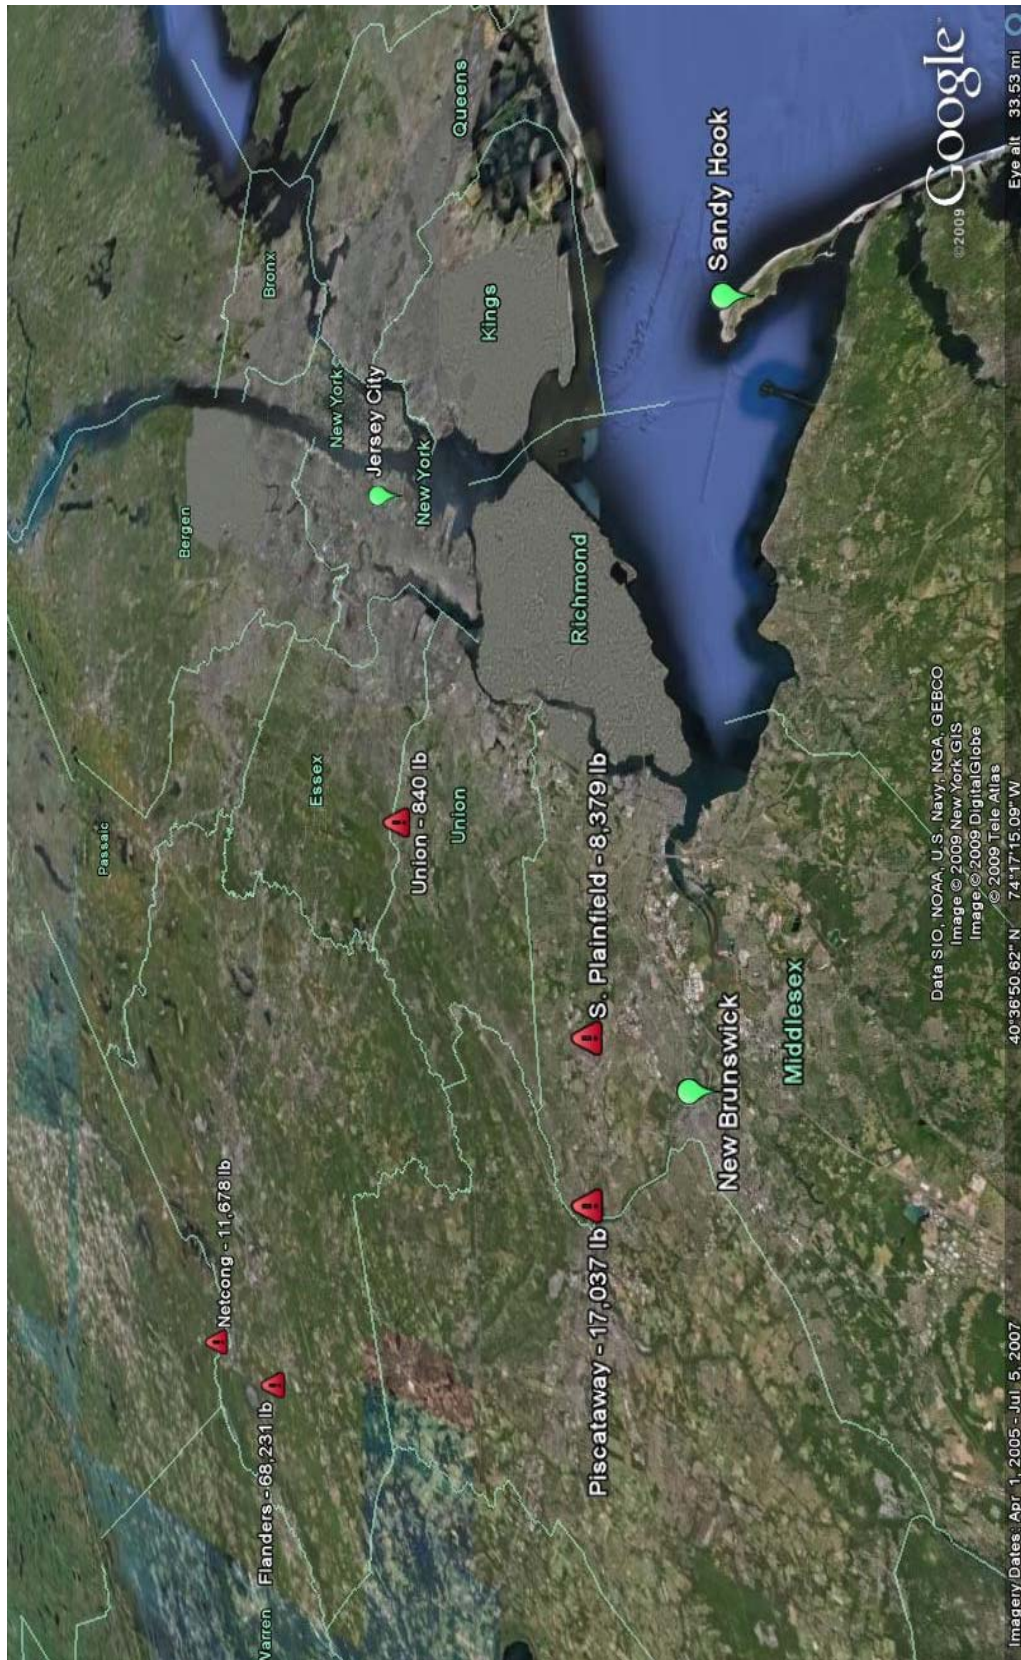 Passaic
Bergen
Bronx
Queens
Netcong - 11,678 lb
Flanders - 68,231 lb
Warren
Essex
New York
Jersey City
New York
Kings
Union - 840 lb
Union
Richmond
S. Plainfield - 8,379 lb
Piscataway - 17,037 lb
New Brunswick
Sandy Hook
Middlesex
Data SIO, NOAA, U.S. Navy, NGA, GEBCO
Image © 2009 New York GIS
Image © 2009 DigitalGlobe
© 2009 Tele Atlas
©2009 Google
Imagery Dates: Apr 1, 2005 - Jul 5, 2007
40°36'50.62" N 74°17'15.09" W
Eye alt 33.53 mi